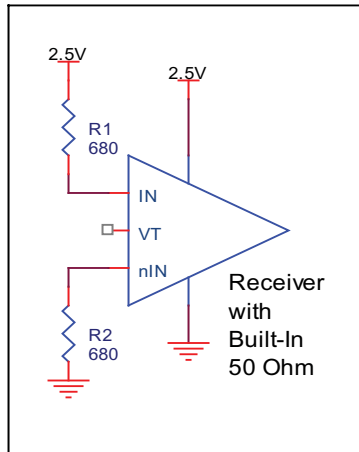 2.5V
2.5V
R1
680
IN
VT
nIN
R2
680
Receiver
with
Built-In
50 Ohm